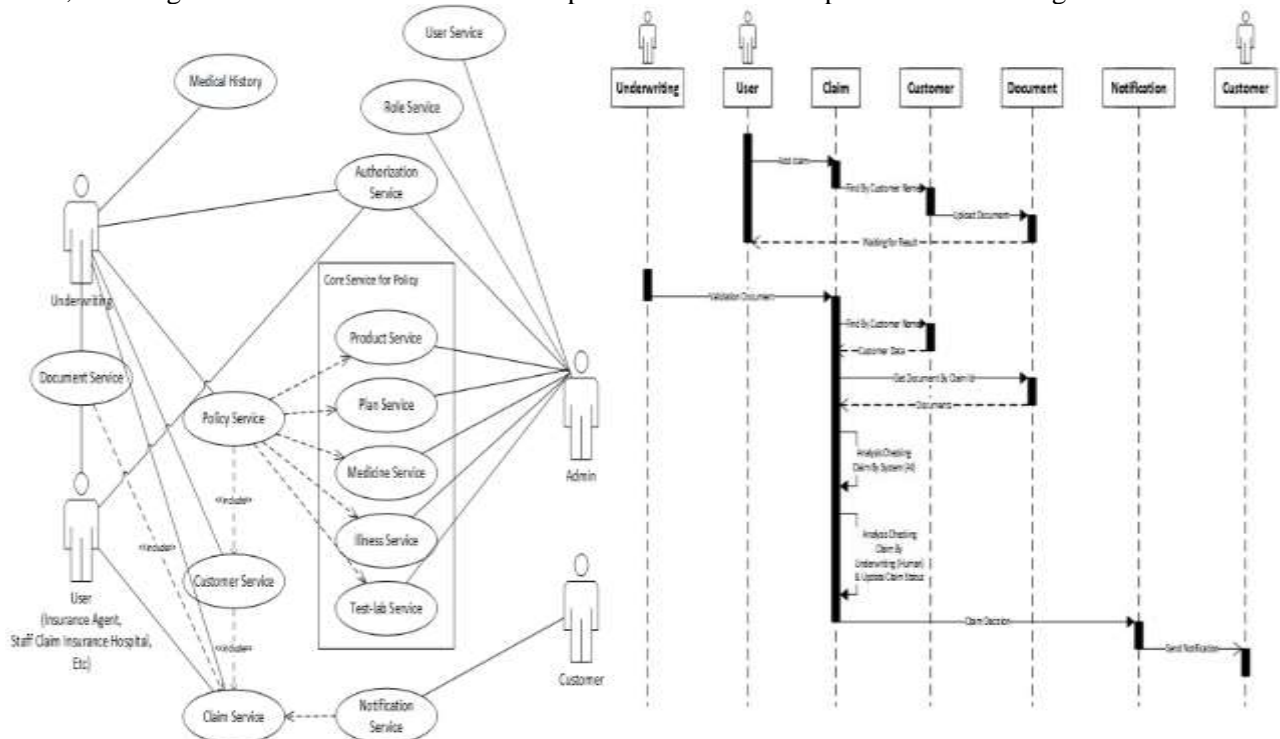 User Service
Medical History
Role Service
Authorization
Service
Underwriting
Core Service for Policy
Product Service
Document Service
Plan Service
Policy Service
Medicine Service
Admin
<<include>>
Illness Service
<<include>>
Customer Service
User
(Insurance Agent,
Staff Claim Insurance Hospital,
Etc)
Test-lab Service
<<include>>
Customer
Claim Service
Notification
Service
Underwriting
User
Claim
Customer
Document
Notification
Customer
Add claim
Find By Customer Name
Upload Document
Waiting for Result
Validation Document
Find By Customer Name
Customer Data
Get Document By Claim Id
Documents
Analysis Checking
Claim By System (AI)
Analysis Checking
Claim By
Underwriting (Human)
& Update Claim Status
Claim Decision
Send Notification